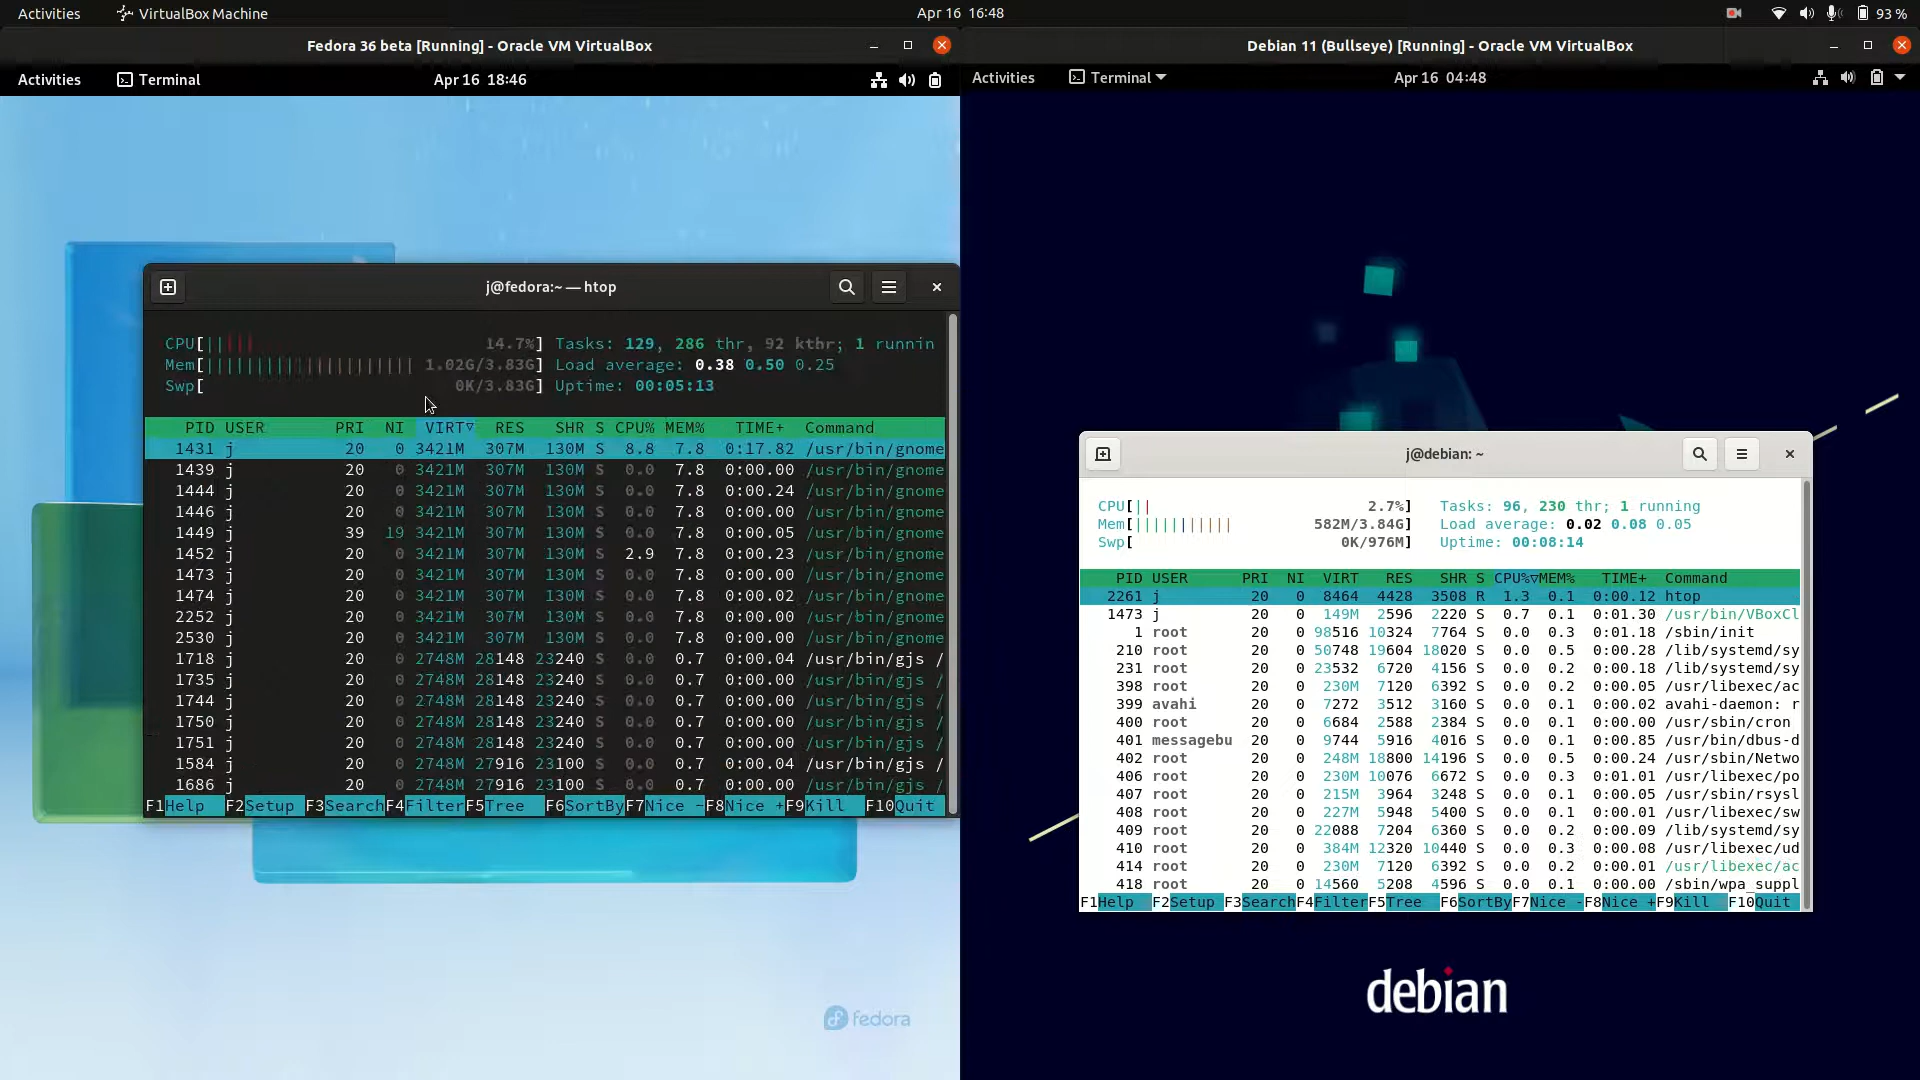 Activities VirtualBox Machine Apr 16 16:48 93 %
Fedora 36 beta [Running] - Oracle VM VirtualBox
Activities Terminal Apr 16 18:46
j@fedora:~ — htop
CPU[||||| 14.7%] Tasks: 129, 286 thr, 92 kthr; 1 runnin
Mem[||||||||||||||||||||| 1.02G/3.83G] Load average: 0.38 0.50 0.25
Swp[ 0K/3.83G] Uptime: 00:05:13
PID USER PRI NI VIRT▽ RES SHR S CPU% MEM% TIME+ Command
1431 j 20 0 3421M 307M 130M S 8.8 7.8 0:17.82 /usr/bin/gnome
1439 j 20 0 3421M 307M 130M S 0.0 7.8 0:00.00 /usr/bin/gnome
1444 j 20 0 3421M 307M 130M S 0.0 7.8 0:00.24 /usr/bin/gnome
1446 j 20 0 3421M 307M 130M S 0.0 7.8 0:00.00 /usr/bin/gnome
1449 j 39 19 3421M 307M 130M S 0.0 7.8 0:00.05 /usr/bin/gnome
1452 j 20 0 3421M 307M 130M S 2.9 7.8 0:00.23 /usr/bin/gnome
1473 j 20 0 3421M 307M 130M S 0.0 7.8 0:00.00 /usr/bin/gnome
1474 j 20 0 3421M 307M 130M S 0.0 7.8 0:00.02 /usr/bin/gnome
2252 j 20 0 3421M 307M 130M S 0.0 7.8 0:00.00 /usr/bin/gnome
2530 j 20 0 3421M 307M 130M S 0.0 7.8 0:00.00 /usr/bin/gnome
1718 j 20 0 2748M 28148 23240 S 0.0 0.7 0:00.04 /usr/bin/gjs /
1735 j 20 0 2748M 28148 23240 S 0.0 0.7 0:00.00 /usr/bin/gjs /
1744 j 20 0 2748M 28148 23240 S 0.0 0.7 0:00.00 /usr/bin/gjs /
1750 j 20 0 2748M 28148 23240 S 0.0 0.7 0:00.00 /usr/bin/gjs /
1751 j 20 0 2748M 28148 23240 S 0.0 0.7 0:00.00 /usr/bin/gjs /
1584 j 20 0 2748M 27916 23100 S 0.0 0.7 0:00.04 /usr/bin/gjs /
1686 j 20 0 2748M 27916 23100 S 0.0 0.7 0:00.00 /usr/bin/gjs /
F1Help F2Setup F3SearchF4FilterF5Tree F6SortByF7Nice -F8Nice +F9Kill F10Quit
fedora
Debian 11 (Bullseye) [Running] - Oracle VM VirtualBox
Activities Terminal Apr 16 04:48
j@debian: ~
CPU[|| 2.7%] Tasks: 96, 230 thr; 1 running
Mem[||||||||||| 582M/3.84G] Load average: 0.02 0.08 0.05
Swp[ 0K/976M] Uptime: 00:08:14
PID USER PRI NI VIRT RES SHR S CPU%▽MEM% TIME+ Command
2261 j 20 0 8464 4428 3508 R 1.3 0.1 0:00.12 htop
1473 j 20 0 149M 2596 2220 S 0.7 0.1 0:01.30 /usr/bin/VBoxCl
1 root 20 0 98516 10324 7764 S 0.0 0.3 0:01.18 /sbin/init
210 root 20 0 50748 19604 18020 S 0.0 0.5 0:00.28 /lib/systemd/sy
231 root 20 0 23532 6720 4156 S 0.0 0.2 0:00.18 /lib/systemd/sy
398 root 20 0 230M 7120 6392 S 0.0 0.2 0:00.05 /usr/libexec/ac
399 avahi 20 0 7272 3512 3160 S 0.0 0.1 0:00.02 avahi-daemon: r
400 root 20 0 6684 2588 2384 S 0.0 0.1 0:00.00 /usr/sbin/cron
401 messagebu 20 0 9744 5916 4016 S 0.0 0.1 0:00.85 /usr/bin/dbus-d
402 root 20 0 248M 18800 14196 S 0.0 0.5 0:00.24 /usr/sbin/Netwo
406 root 20 0 230M 10076 6672 S 0.0 0.3 0:01.01 /usr/libexec/po
407 root 20 0 215M 3964 3248 S 0.0 0.1 0:00.05 /usr/sbin/rsysl
408 root 20 0 227M 5948 5400 S 0.0 0.1 0:00.01 /usr/libexec/sw
409 root 20 0 22088 7204 6360 S 0.0 0.2 0:00.09 /lib/systemd/sy
410 root 20 0 384M 12320 10440 S 0.0 0.3 0:00.08 /usr/libexec/ud
414 root 20 0 230M 7120 6392 S 0.0 0.2 0:00.01 /usr/libexec/ac
418 root 20 0 14560 5208 4596 S 0.0 0.1 0:00.00 /sbin/wpa_suppl
F1Help F2Setup F3SearchF4FilterF5Tree F6SortByF7Nice -F8Nice +F9Kill F10Quit
debian